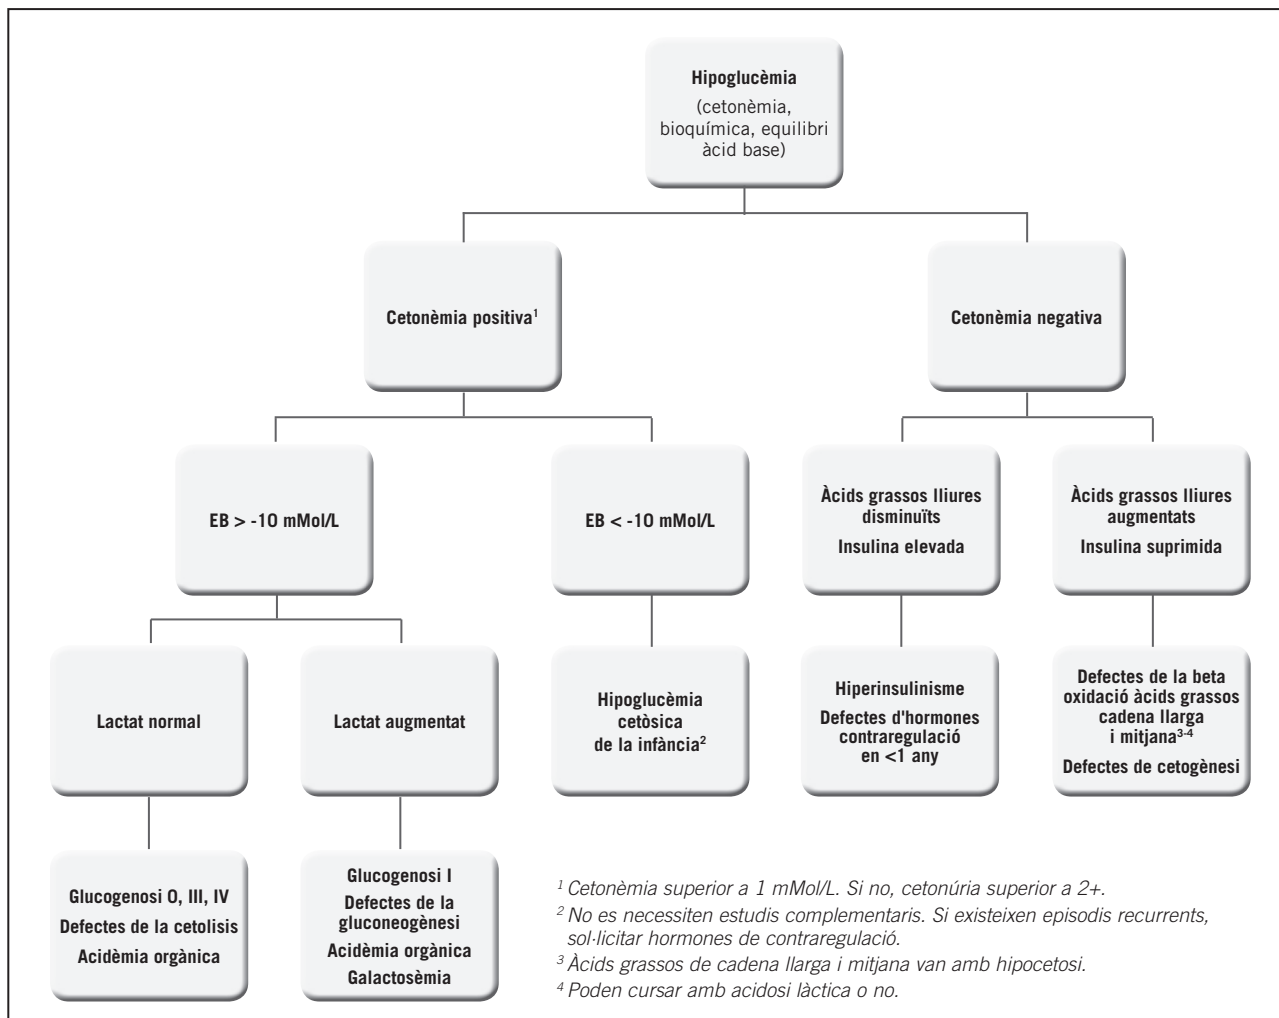 Hipoglucèmia
(cetonèmia,
bioquímica, equilibri
àcid base)
Cetonèmia positiva¹
Cetonèmia negativa
EB > -10 mMol/L
EB < -10 mMol/L
Àcids grassos lliures
disminuïts
Insulina elevada
Àcids grassos lliures
augmentats
Insulina suprimida
Lactat normal
Lactat augmentat
Hipoglucèmia
cetòsica
de la infància²
Hiperinsulinisme
Defectes d'hormones
contraregulació
en <1 any
Defectes de la beta
oxidació àcids grassos
cadena llarga
i mitjana³⁻⁴
Defectes de cetogènesi
Glucogenosi 0, III, IV
Defectes de la cetolisis
Acidèmia orgànica
Glucogenosi I
Defectes de la
gluconeogènesi
Acidèmia orgànica
Galactosèmia
¹ Cetonèmia superior a 1 mMol/L. Si no, cetonúria superior a 2+.
² No es necessiten estudis complementaris. Si existeixen episodis recurrents,
sol·licitar hormones de contraregulació.
³ Àcids grassos de cadena llarga i mitjana van amb hipocetosi.
⁴ Poden cursar amb acidosi làctica o no.